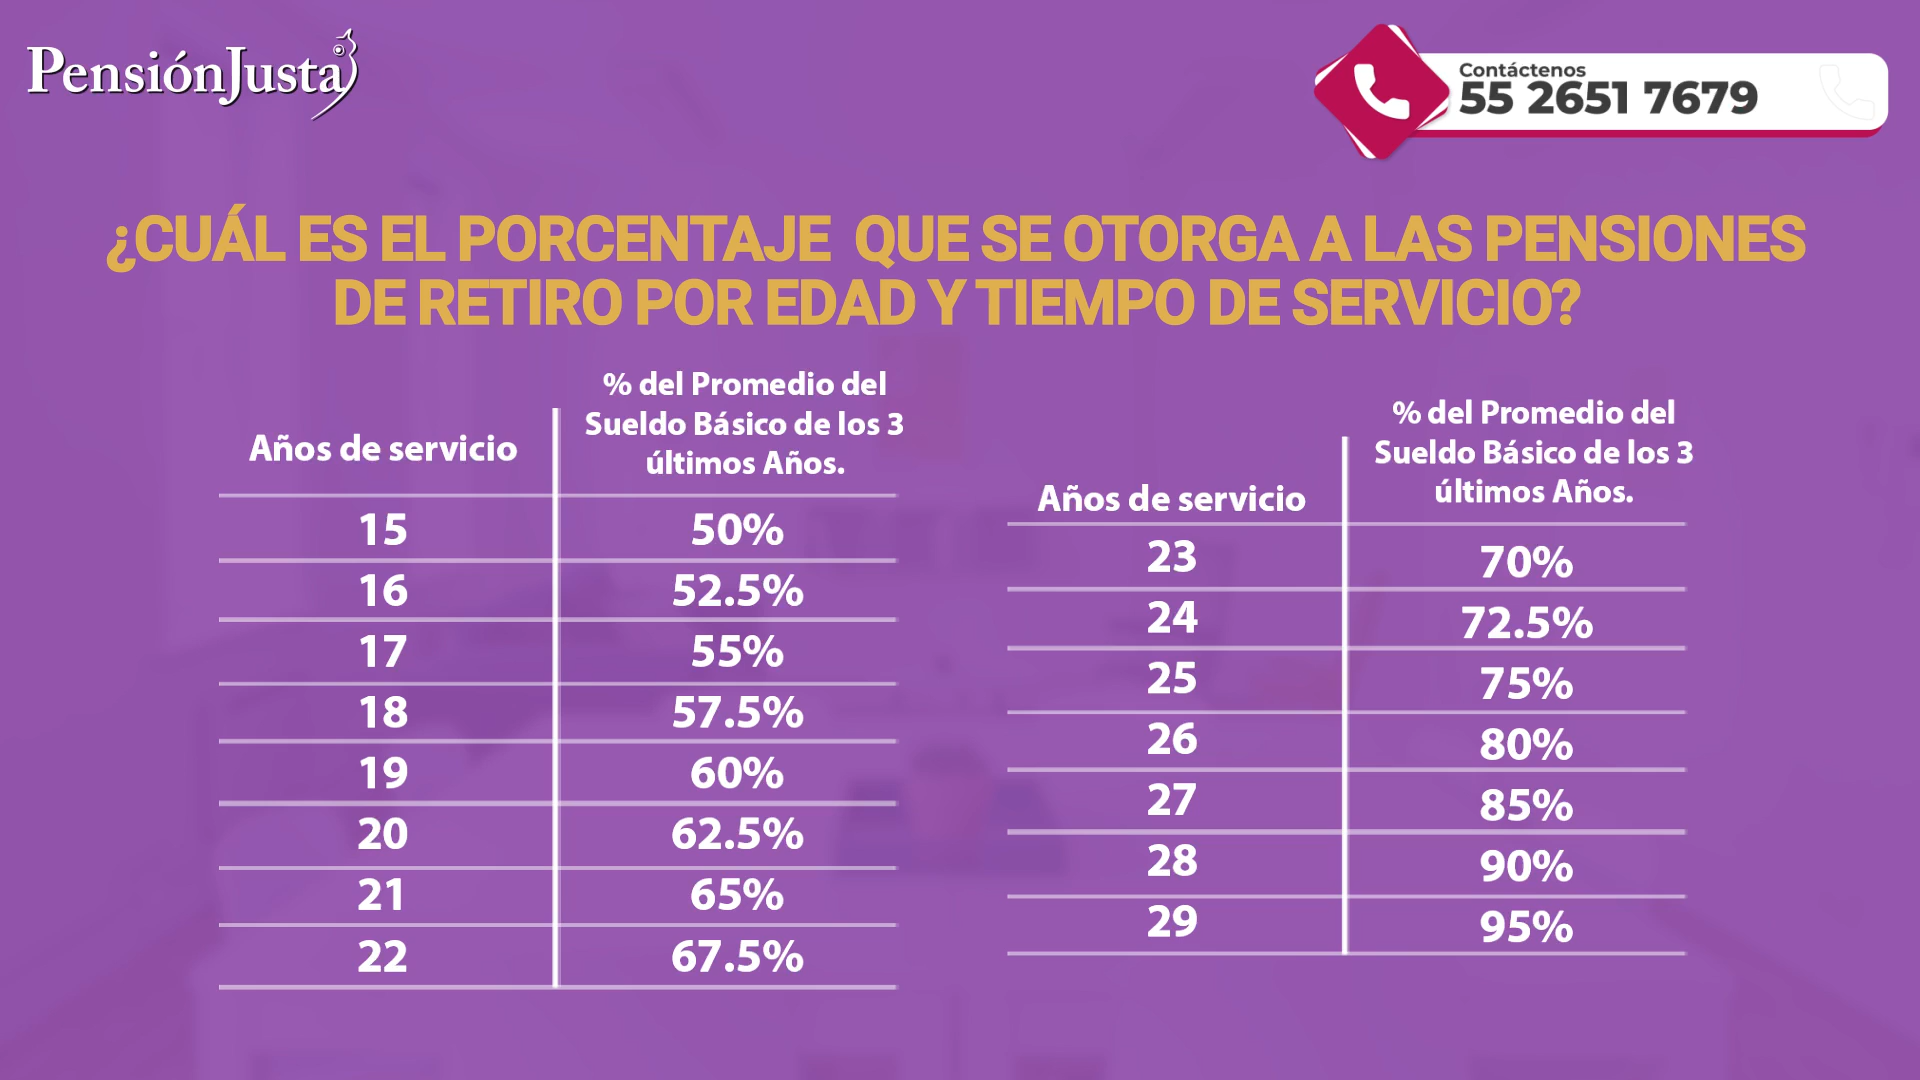 PensiónJusta
Contáctenos
55 2651 7679
¿CUÁL ES EL PORCENTAJE QUE SE OTORGA A LAS PENSIONES
DE RETIRO POR EDAD Y TIEMPO DE SERVICIO?
Años de servicio
% del Promedio del
Sueldo Básico de los 3
últimos Años.
15 50%
16 52.5%
17 55%
18 57.5%
19 60%
20 62.5%
21 65%
22 67.5%
Años de servicio
% del Promedio del
Sueldo Básico de los 3
últimos Años.
23 70%
24 72.5%
25 75%
26 80%
27 85%
28 90%
29 95%